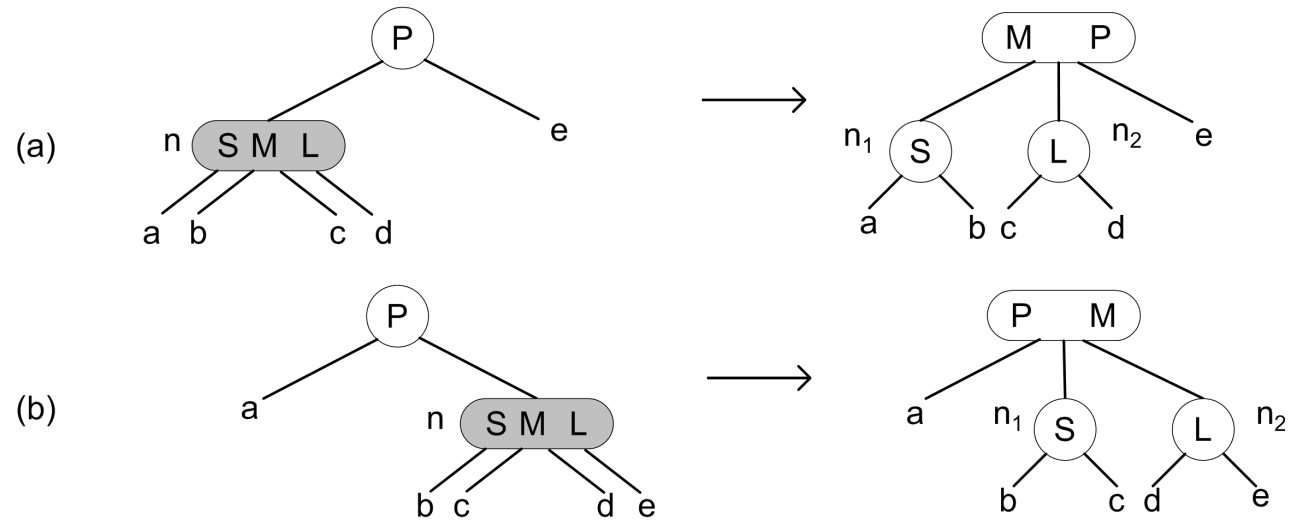 P
M P
(a)
n
S M L
e
n₁
S
L
n₂
e
a b c d
a b c d
P
P M
(b)
a
n
S M L
a
n₁
S
L
n₂
b c d e
b c d e